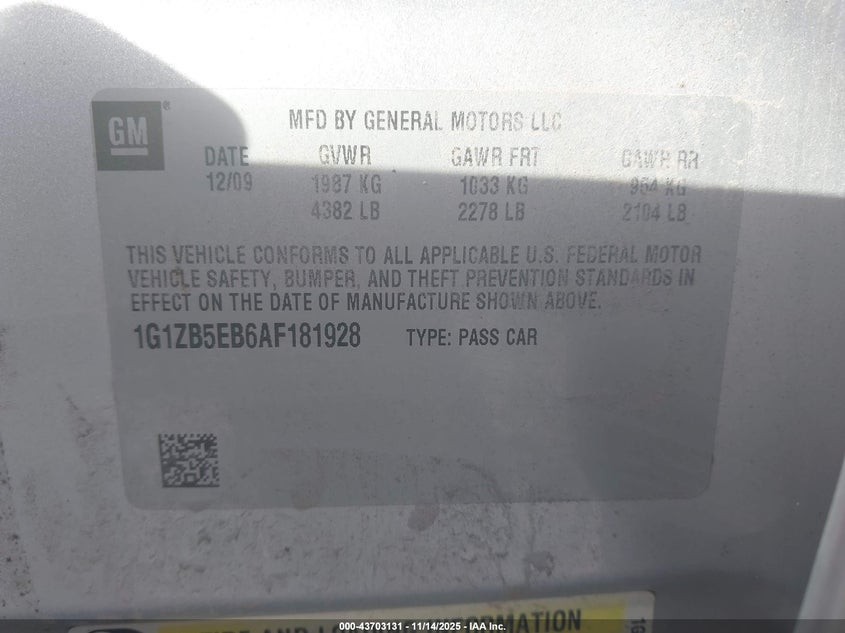 GM ®
MFD BY GENERAL MOTORS LLC
DATE GVWR GAWR FRT GAWR RR
12/09 1987 KG 1033 KG 954 KG
4382 LB 2278 LB 2104 LB
THIS VEHICLE CONFORMS TO ALL APPLICABLE U.S. FEDERAL MOTOR
VEHICLE SAFETY, BUMPER, AND THEFT PREVENTION STANDARDS IN
EFFECT ON THE DATE OF MANUFACTURE SHOWN ABOVE.
1G1ZB5EB6AF181928 TYPE: PASS CAR
AND INFORMATION
000-43703131 | 11/14/2025 | IAA Inc.